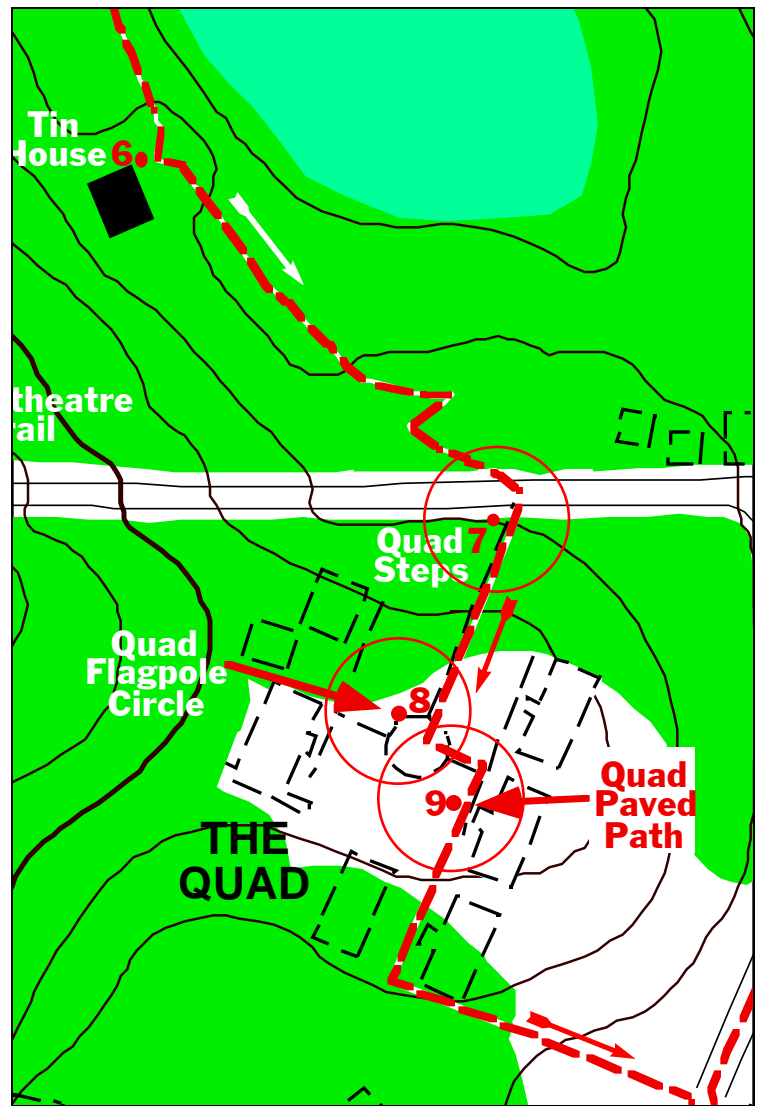 Tin
House 6
theatre
rail
Quad 7
Steps
Quad
Flagpole
Circle
8
9
Quad
Paved
Path
THE
QUAD